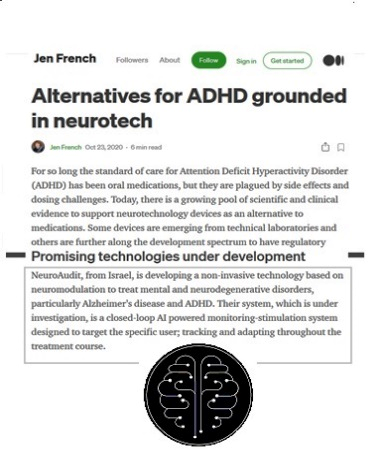 Jen French
Followers About Follow Sign in Get started
Alternatives for ADHD grounded
in neurotech
Jen French Oct 23, 2020 · 6 min read
For so long the standard of care for Attention Deficit Hyperactivity Disorder
(ADHD) has been oral medications, but they are plagued by side effects and
dosing challenges. Today, there is a growing pool of scientific and clinical
evidence to support neurotechnology devices as an alternative to
medications. Some devices are emerging from technical laboratories and
others are further along the development spectrum to have regulatory
Promising technologies under development
NeuroAudit, from Israel, is developing a non-invasive technology based on
neuromodulation to treat mental and neurodegenerative disorders,
particularly Alzheimer's disease and ADHD. Their system, which is under
investigation, is a closed-loop AI powered monitoring-stimulation system
designed to target the specific user; tracking and adapting throughout the
treatment course.